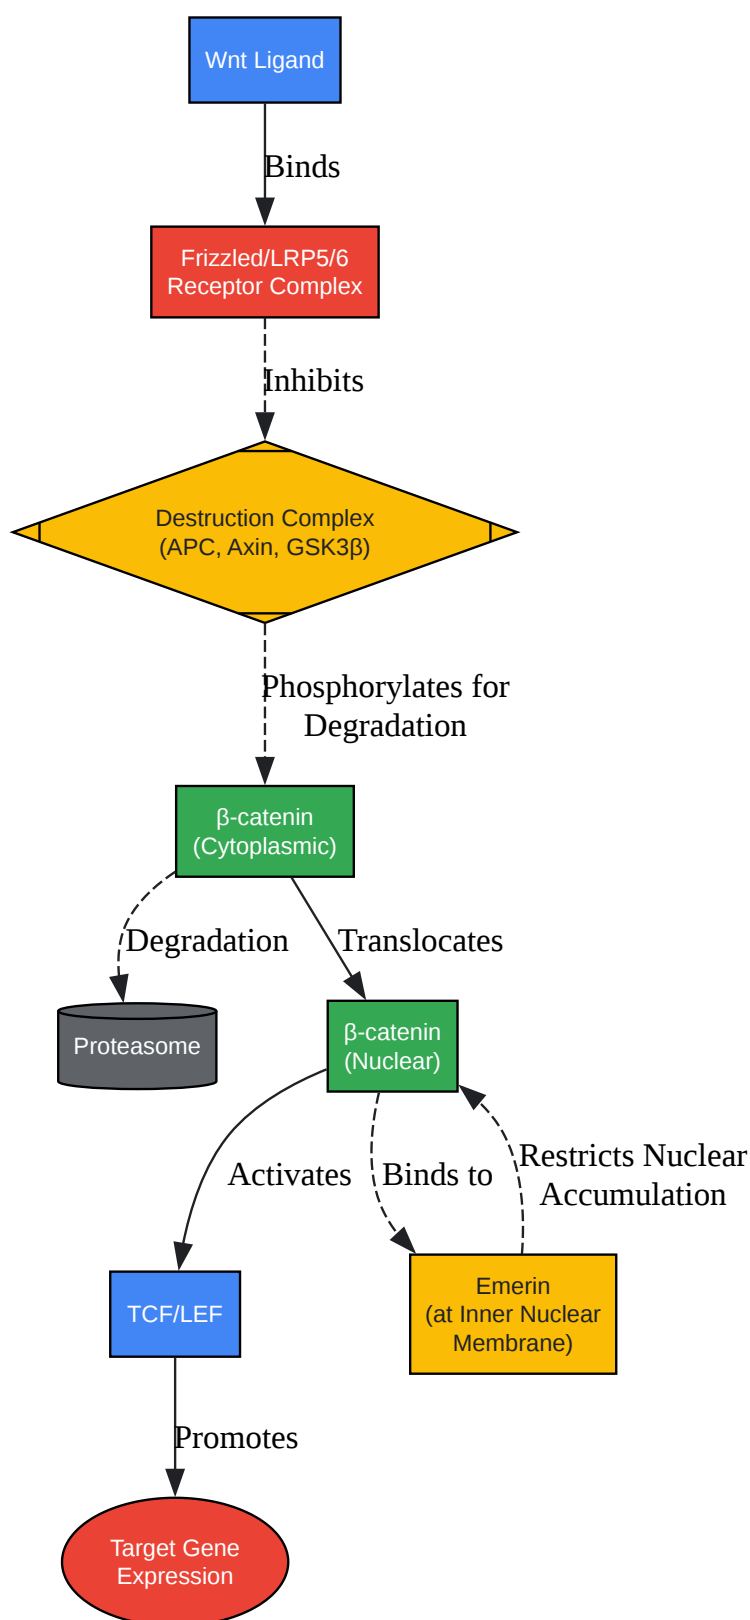 Wnt Ligand
Binds
Frizzled/LRP5/6
Receptor Complex
Inhibits
Destruction Complex
(APC, Axin, GSK3β)
Phosphorylates for
Degradation
β-catenin
(Cytoplasmic)
Degradation
Translocates
Proteasome
β-catenin
(Nuclear)
Activates
Binds to
Restricts Nuclear
Accumulation
TCF/LEF
Emerin
(at Inner Nuclear
Membrane)
Promotes
Target Gene
Expression